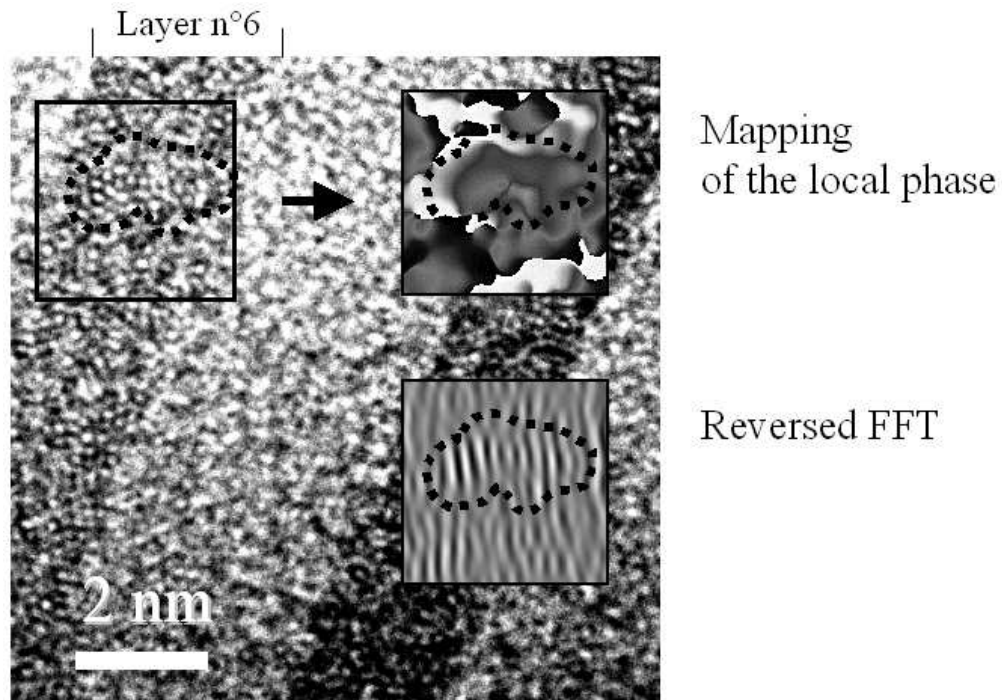 Layer n°6
Mapping
of the local phase
Reversed FFT
2 nm